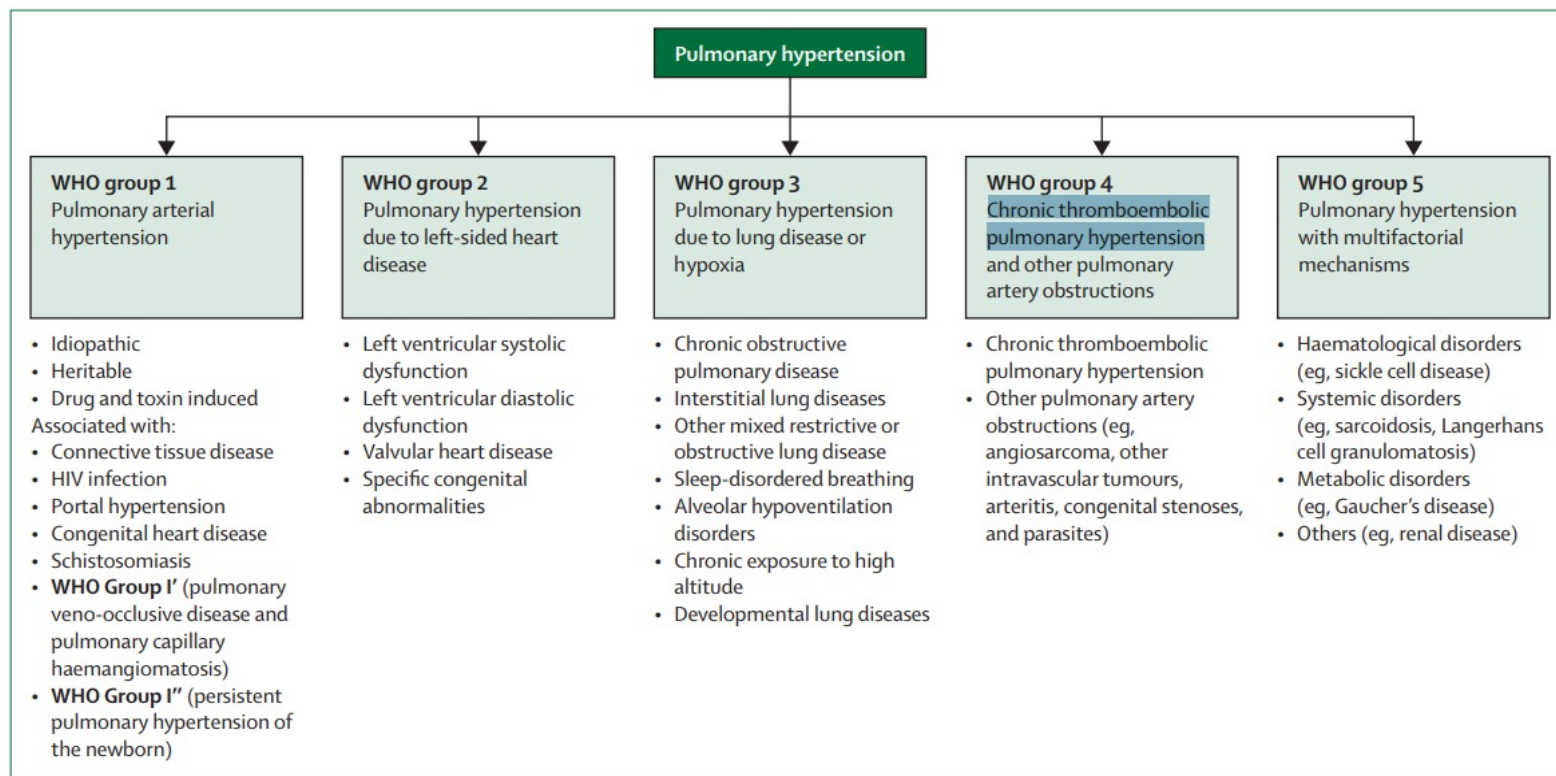 Pulmonary hypertension
WHO group 1
Pulmonary arterial
hypertension
WHO group 2
Pulmonary hypertension
due to left-sided heart
disease
WHO group 3
Pulmonary hypertension
due to lung disease or
hypoxia
WHO group 4
Chronic thromboembolic
pulmonary hypertension
and other pulmonary
artery obstructions
WHO group 5
Pulmonary hypertension
with multifactorial
mechanisms
• Idiopathic
• Heritable
• Drug and toxin induced
Associated with:
• Connective tissue disease
• HIV infection
• Portal hypertension
• Congenital heart disease
• Schistosomiasis
• WHO Group I′ (pulmonary
veno-occlusive disease and
pulmonary capillary
haemangiomatosis)
• WHO Group I′′ (persistent
pulmonary hypertension of
the newborn)
• Left ventricular systolic
dysfunction
• Left ventricular diastolic
dysfunction
• Valvular heart disease
• Specific congenital
abnormalities
• Chronic obstructive
pulmonary disease
• Interstitial lung diseases
• Other mixed restrictive or
obstructive lung disease
• Sleep-disordered breathing
• Alveolar hypoventilation
disorders
• Chronic exposure to high
altitude
• Developmental lung diseases
• Chronic thromboembolic
pulmonary hypertension
• Other pulmonary artery
obstructions (eg,
angiosarcoma, other
intravascular tumours,
arteritis, congenital stenoses,
and parasites)
• Haematological disorders
(eg, sickle cell disease)
• Systemic disorders
(eg, sarcoidosis, Langerhans
cell granulomatosis)
• Metabolic disorders
(eg, Gaucher's disease)
• Others (eg, renal disease)